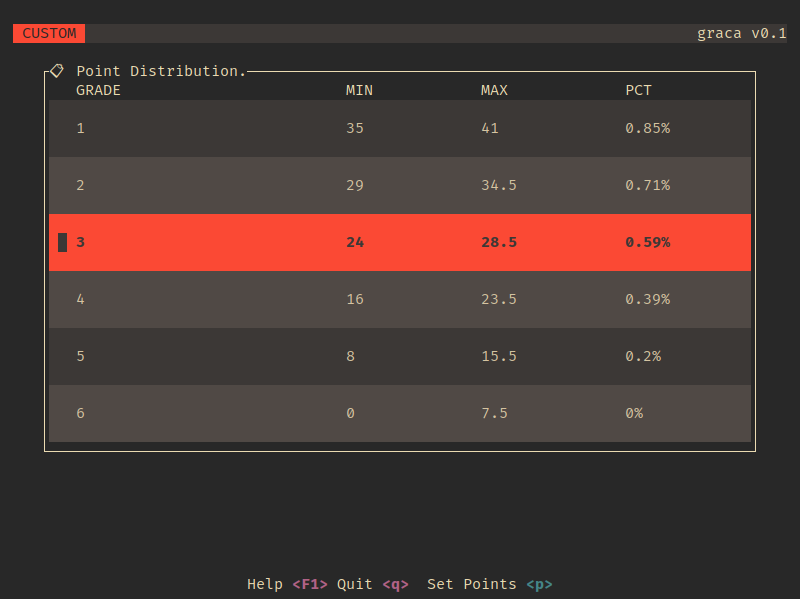 CUSTOM graca v0.1
Point Distribution.
GRADE MIN MAX PCT
1 35 41 0.85%
2 29 34.5 0.71%
3 24 28.5 0.59%
4 16 23.5 0.39%
5 8 15.5 0.2%
6 0 7.5 0%
Help <F1> Quit <q> Set Points <p>